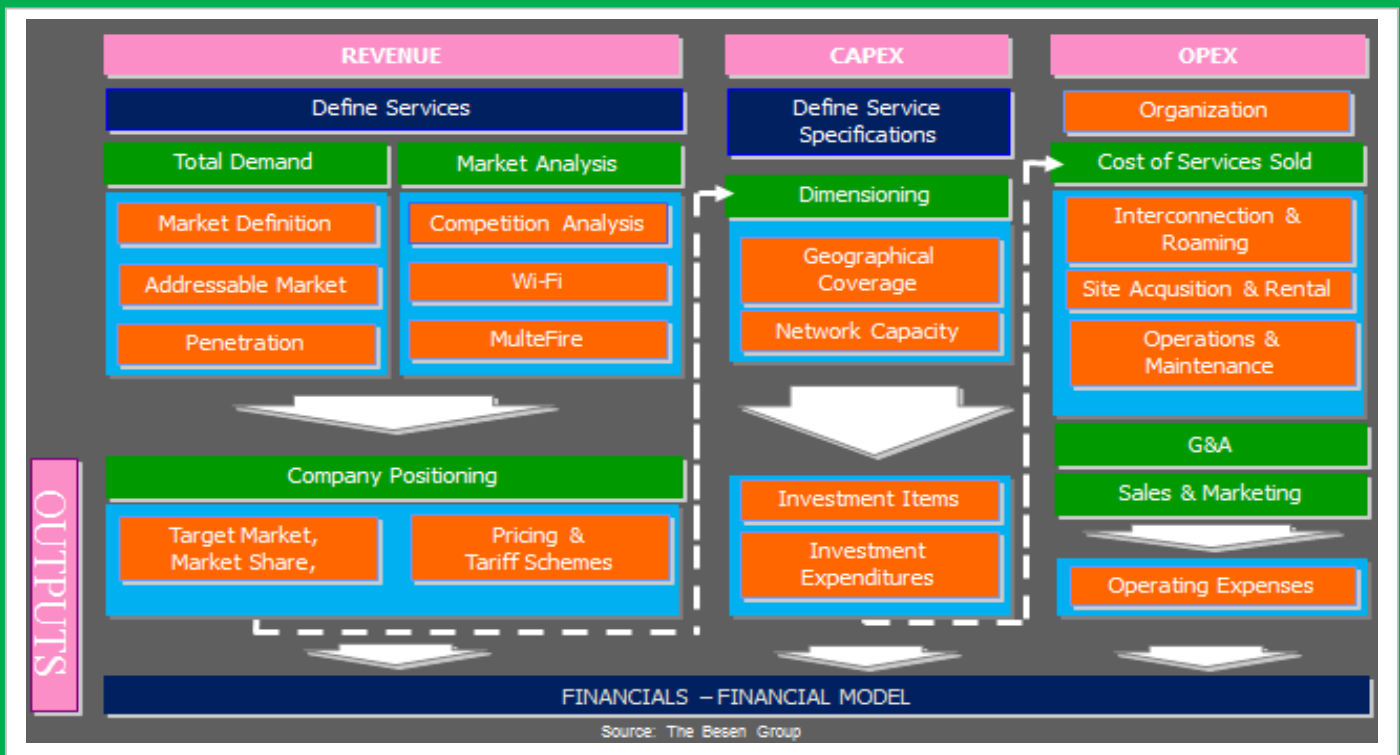 REVENUE
Define Services
Total Demand
Market Definition
Addressable Market
Penetration
Market Analysis
Competition Analysis
Wi-Fi
MulteFire
Company Positioning
Target Market,
Market Share,
Pricing &
Tariff Schemes
CAPEX
Define Service
Specifications
Dimensioning
Geographical
Coverage
Network Capacity
Investment Items
Investment
Expenditures
OPEX
Organization
Cost of Services Sold
Interconnection &
Roaming
Site Acqusition & Rental
Operations &
Maintenance
G&A
Sales & Marketing
Operating Expenses
OUTPUTS
FINANCIALS – FINANCIAL MODEL
Source: The Besen Group